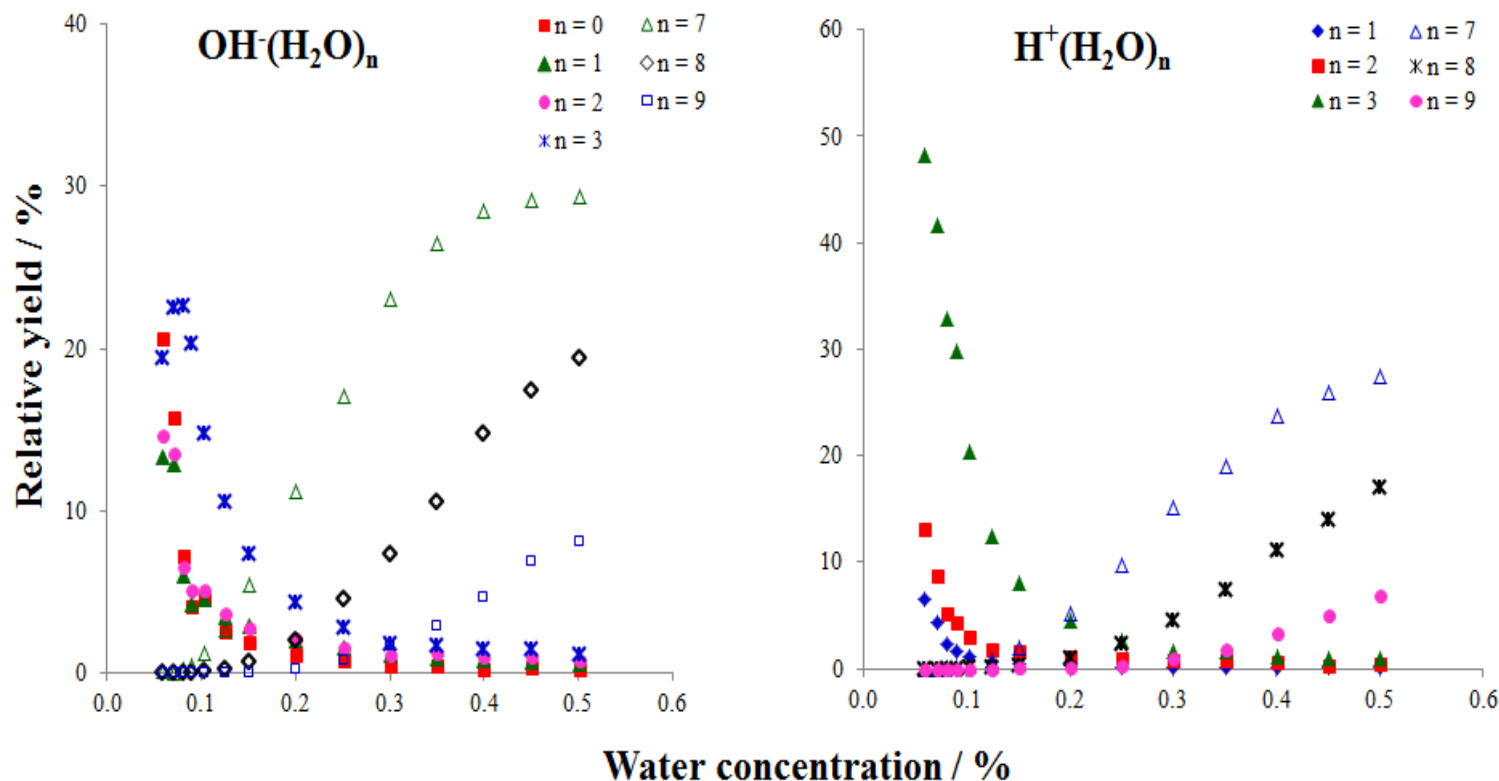 Relative yield / %
OH⁻(H₂O)ₙ
n = 0
n = 1
n = 2
n = 3
n = 7
n = 8
n = 9
40
30
20
10
0
0.0 0.1 0.2 0.3 0.4 0.5 0.6
H⁺(H₂O)ₙ
n = 1
n = 2
n = 3
n = 7
n = 8
n = 9
60
50
40
30
20
10
0
0.0 0.1 0.2 0.3 0.4 0.5 0.6
Water concentration / %